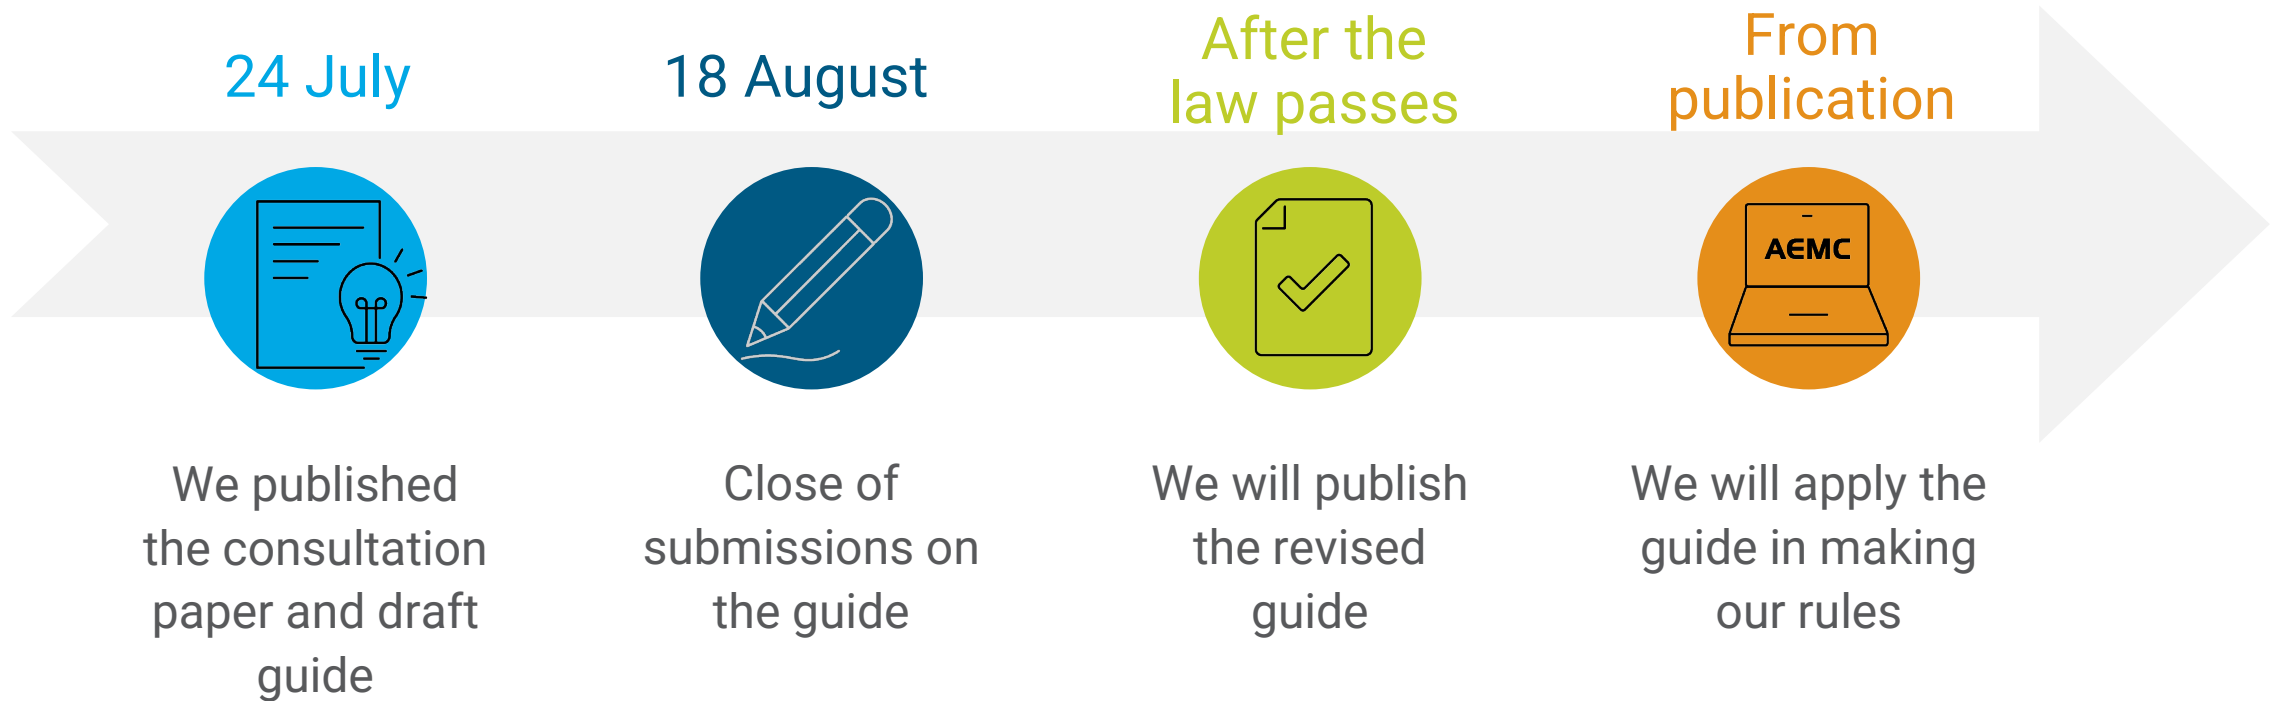 24 July
We published
the consultation
paper and draft
guide
18 August
Close of
submissions on
the guide
After the
law passes
We will publish
the revised
guide
From
publication
AEMC
We will apply the
guide in making
our rules